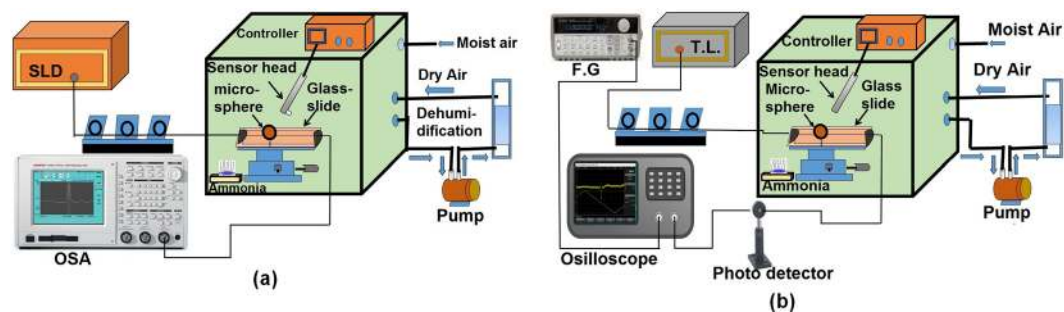 (a)
SLD
Controller
Sensor head
micro-
sphere
Glass-
slide
Moist air
Dry Air
Dehumi-
dification
Ammonia
Pump
OSA
(b)
F.G
T.L.
Controller
Sensor head
Micro-
sphere
Glass
slide
Moist Air
Dry Air
Ammonia
Pump
Osilloscope
Photo detector